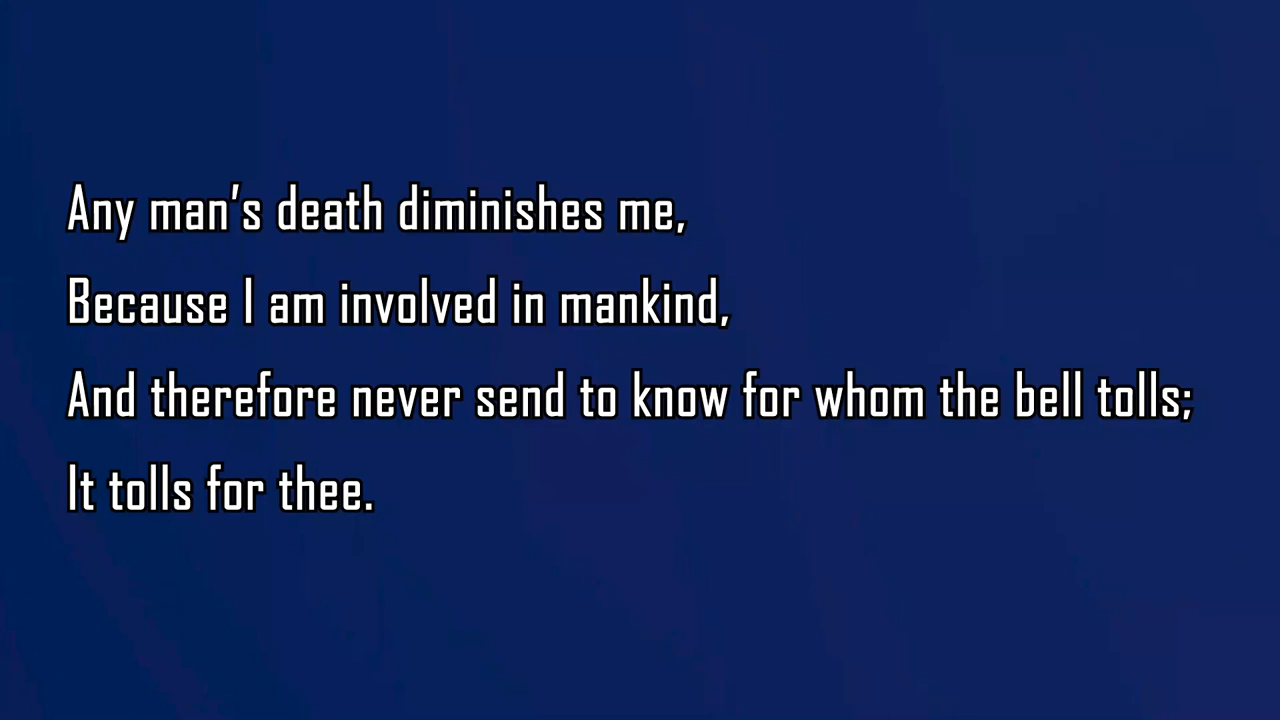 Any man’s death diminishes me,
Because I am involved in mankind,
And therefore never send to know for whom the bell tolls;
It tolls for thee.